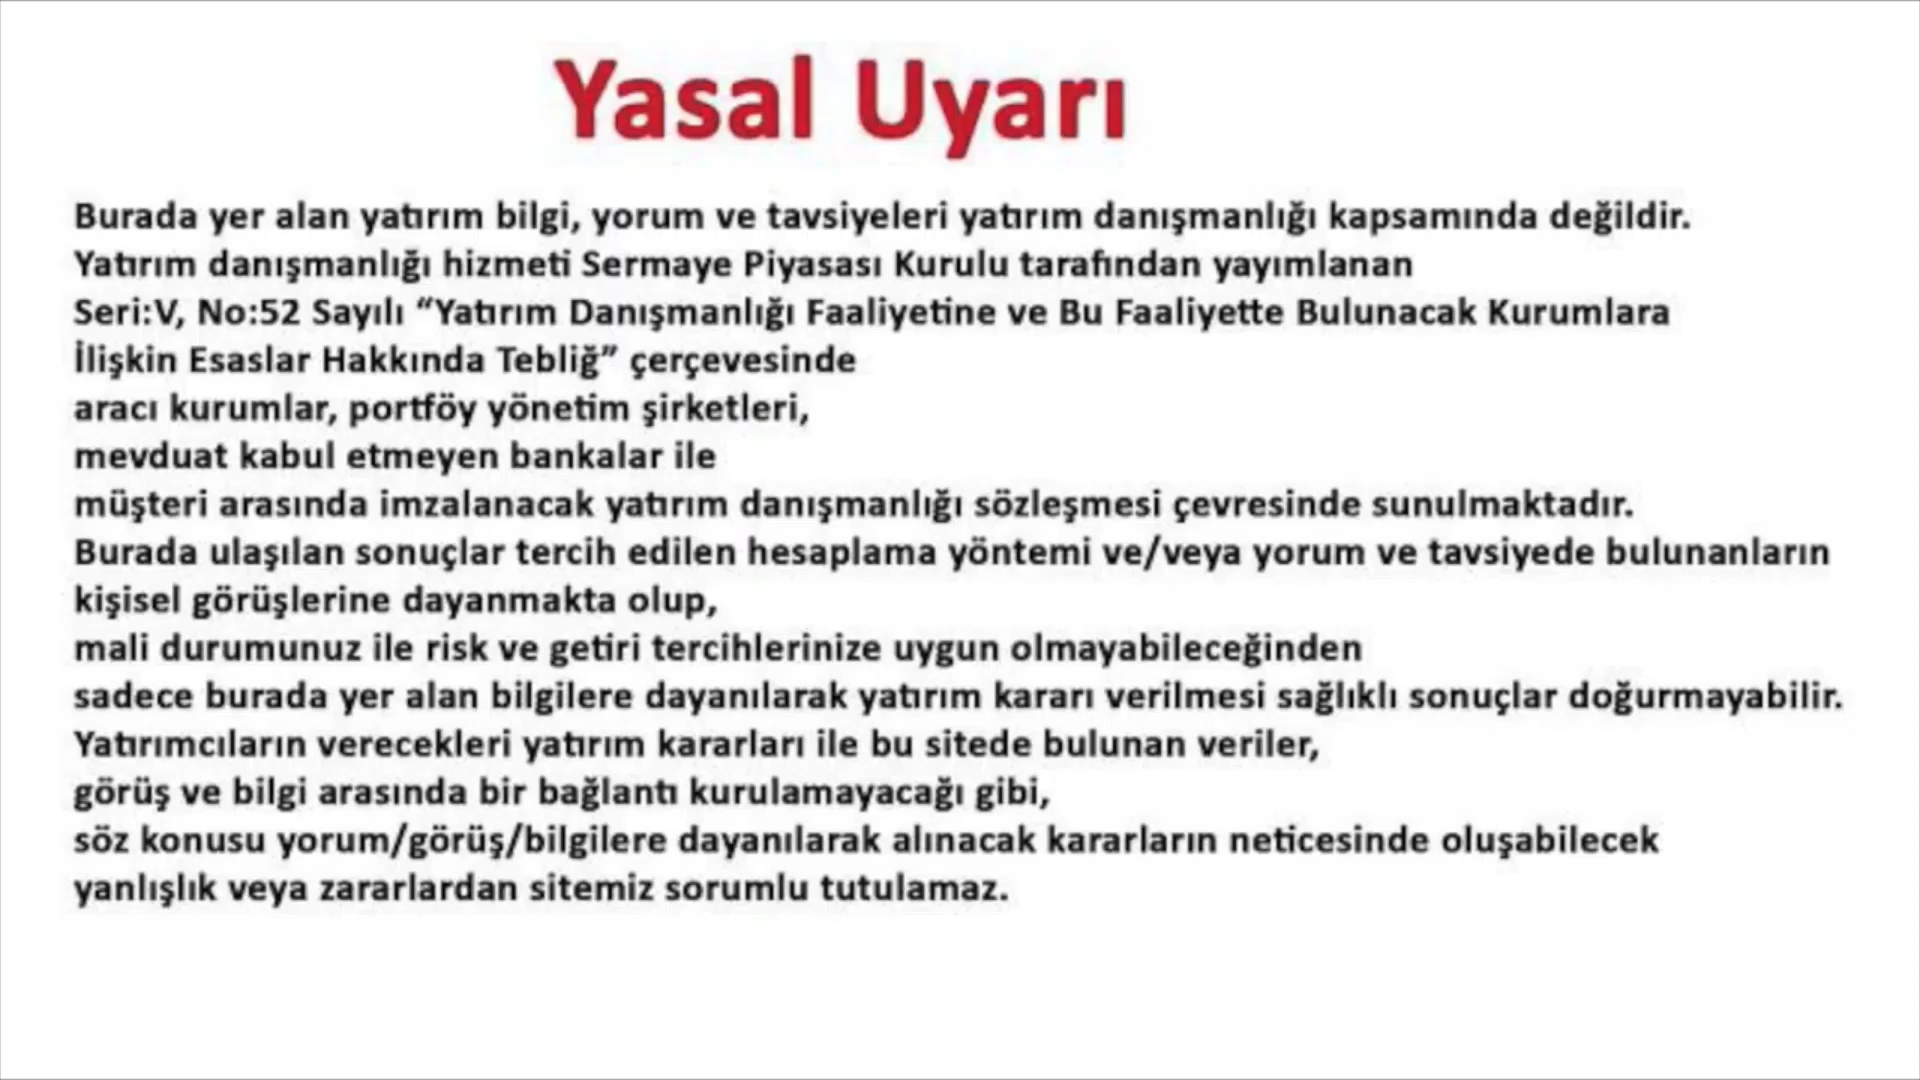 Yasal Uyarı
Burada yer alan yatırım bilgi, yorum ve tavsiyeleri yatırım danışmanlığı kapsamında değildir.
Yatırım danışmanlığı hizmeti Sermaye Piyasası Kurulu tarafından yayımlanan
Seri:V, No:52 Sayılı “Yatırım Danışmanlığı Faaliyetine ve Bu Faaliyette Bulunacak Kurumlara
İlişkin Esaslar Hakkında Tebliğ” çerçevesinde
aracı kurumlar, portföy yönetim şirketleri,
mevduat kabul etmeyen bankalar ile
müşteri arasında imzalanacak yatırım danışmanlığı sözleşmesi çevresinde sunulmaktadır.
Burada ulaşılan sonuçlar tercih edilen hesaplama yöntemi ve/veya yorum ve tavsiyede bulunanların
kişisel görüşlerine dayanmakta olup,
mali durumunuz ile risk ve getiri tercihlerinize uygun olmayabileceğinden
sadece burada yer alan bilgilere dayanılarak yatırım kararı verilmesi sağlıklı sonuçlar doğurmayabilir.
Yatırımcıların verecekleri yatırım kararları ile bu sitede bulunan veriler,
görüş ve bilgi arasında bir bağlantı kurulamayacağı gibi,
söz konusu yorum/görüş/bilgilere dayanılarak alınacak kararların neticesinde oluşabilecek
yanlışlık veya zararlardan sitemiz sorumlu tutulamaz.